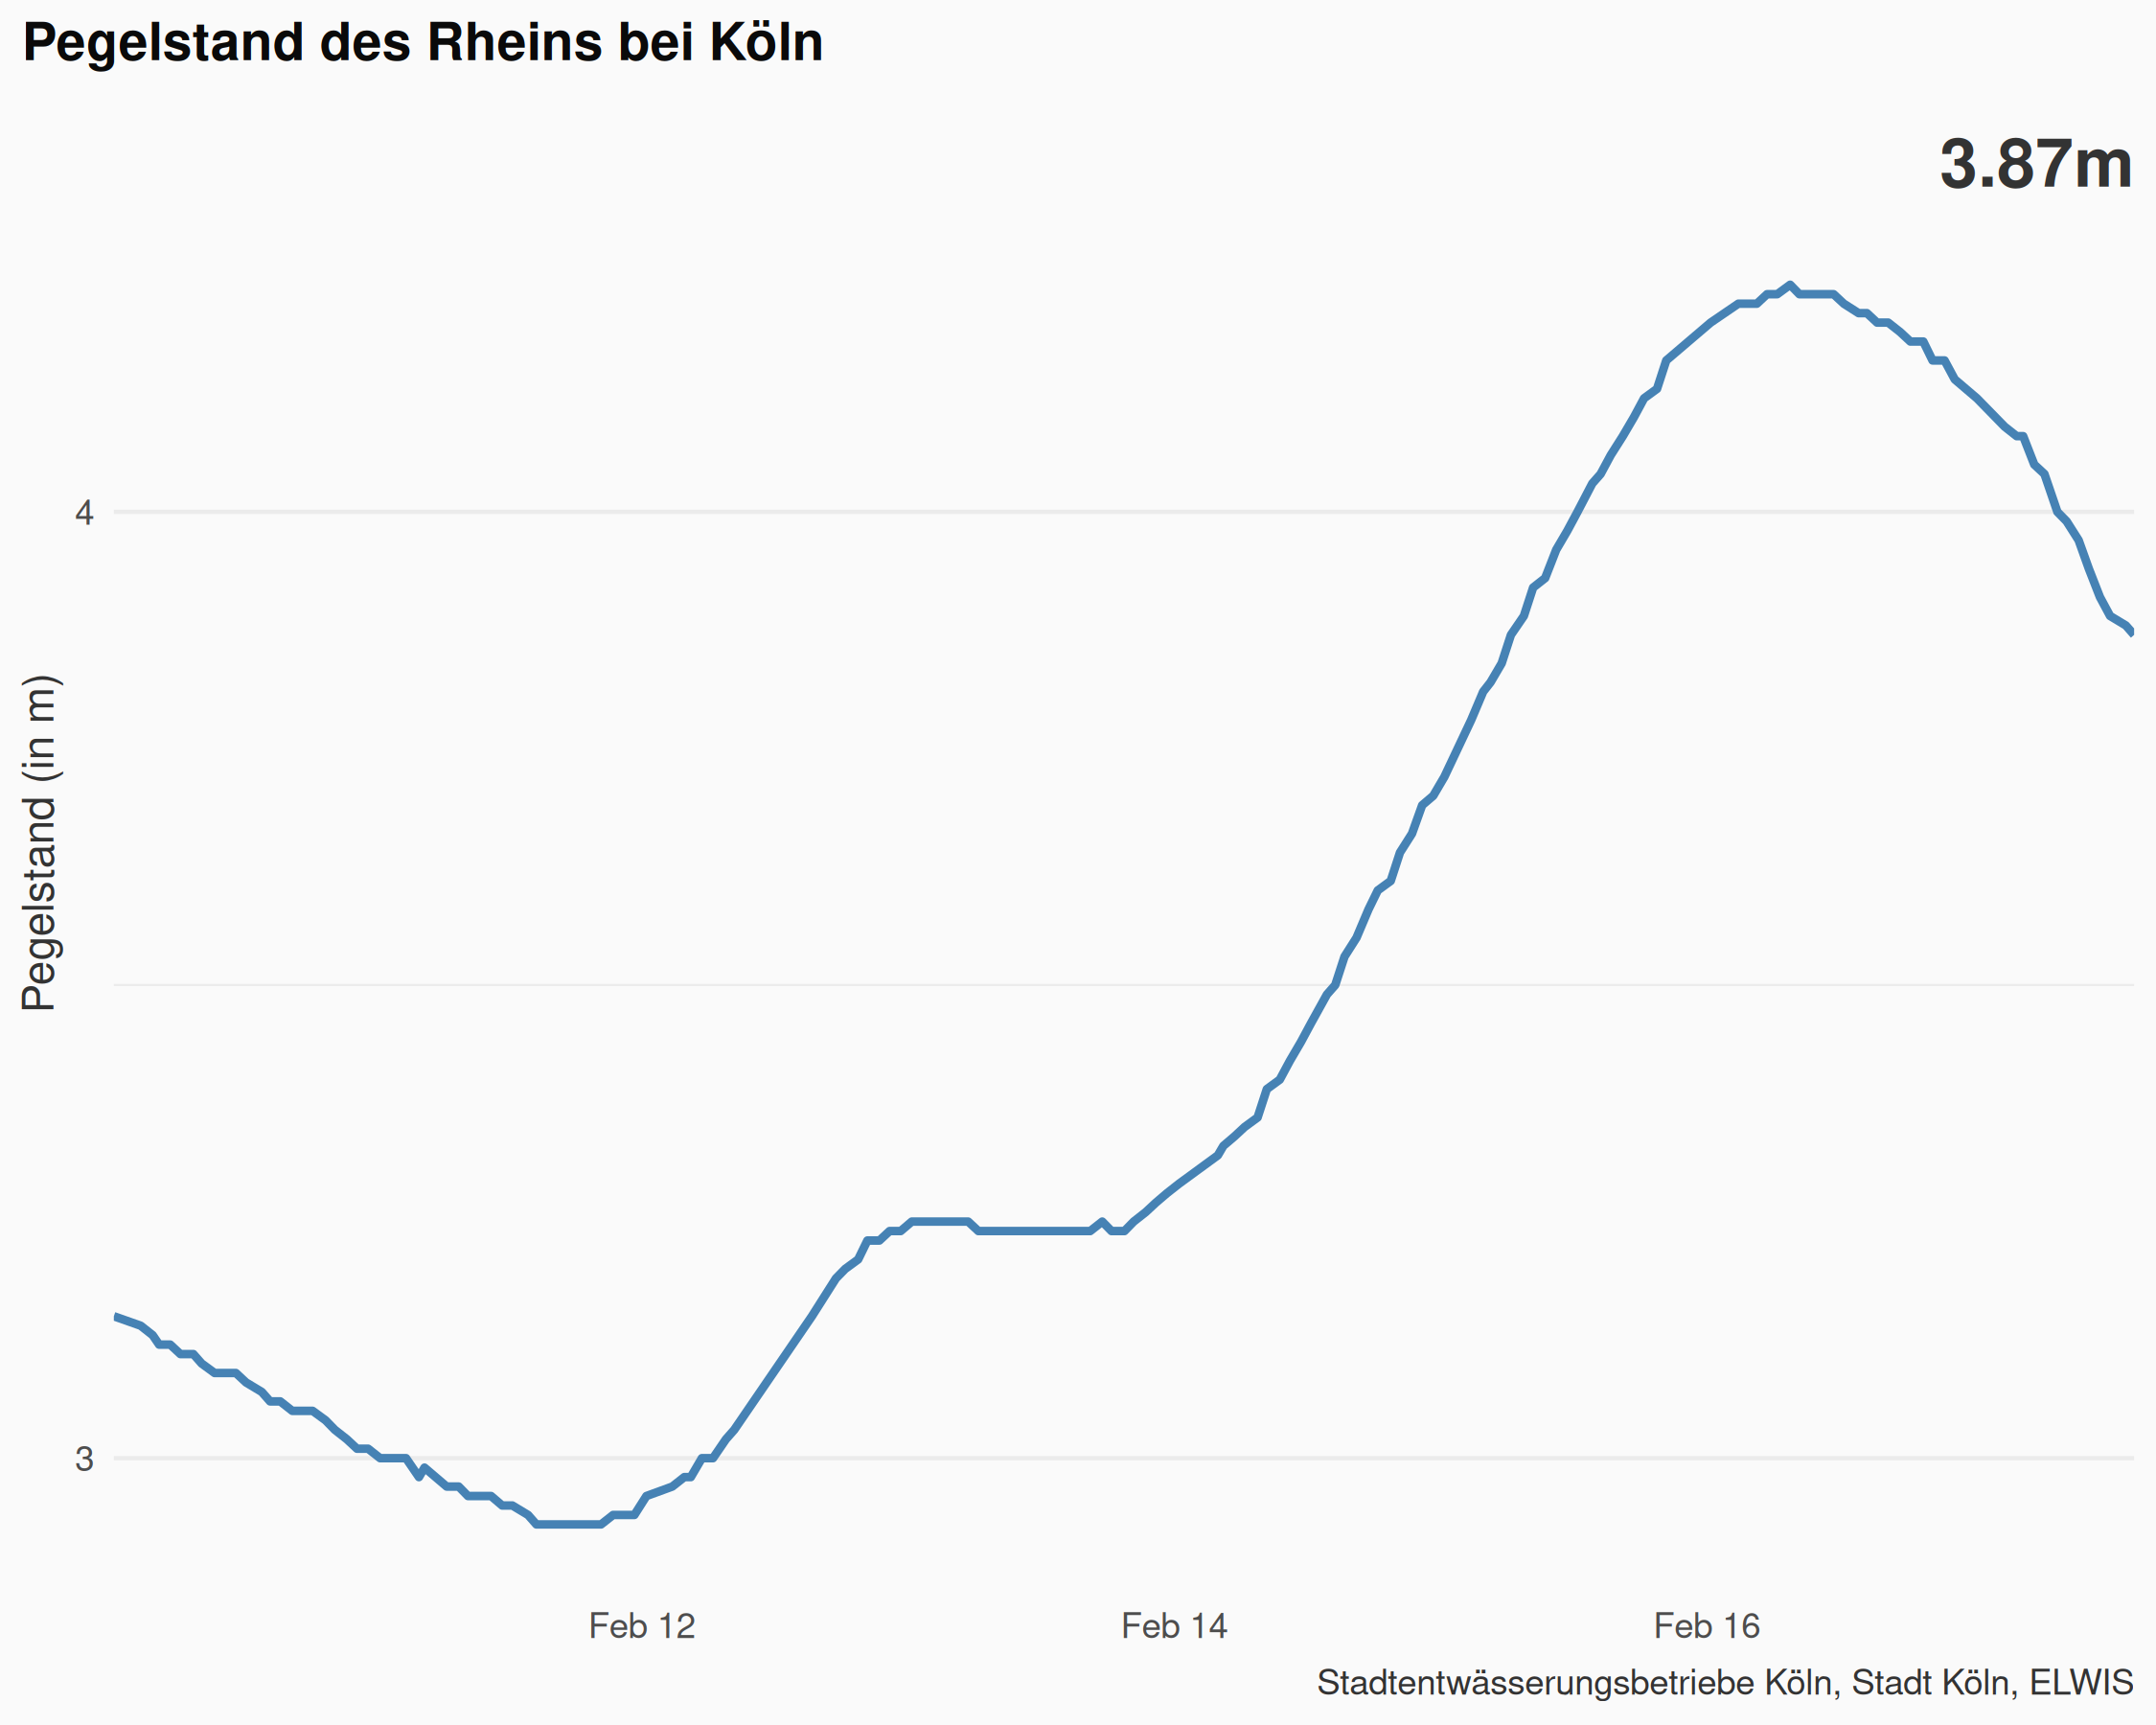 Pegelstand des Rheins bei Köln
3.87m
Pegelstand (in m)
4
3
Feb 12
Feb 14
Feb 16
Stadtentwässerungsbetriebe Köln, Stadt Köln, ELWIS